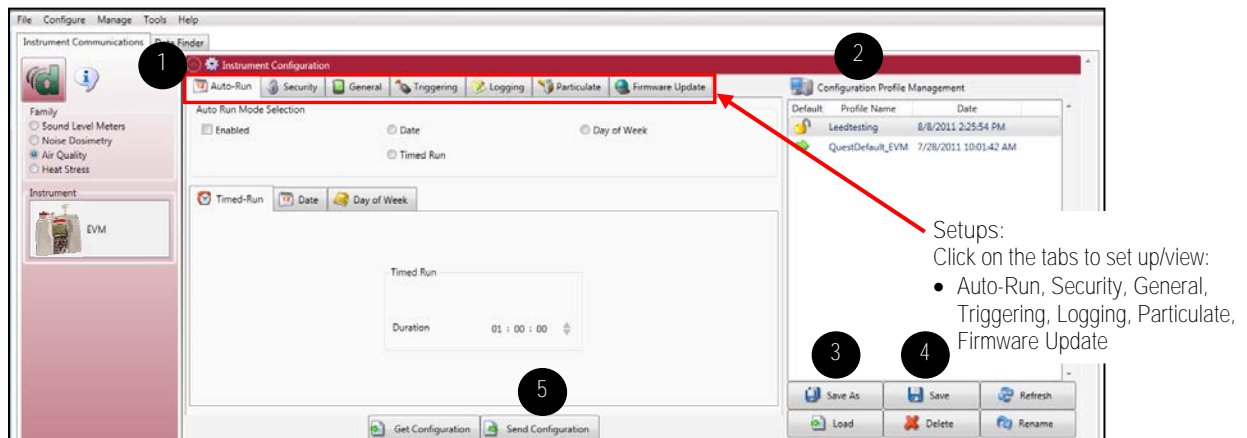 File Configure Manage Tools Help
Instrument Communications Data Finder
1
Instrument Configuration
2
Auto-Run Security General Triggering Logging Particulate Firmware Update
Configuration Profile Management
Family
Sound Level Meters
Noise Dosimetry
Air Quality
Heat Stress
Instrument
EVM
Auto Run Mode Selection
Enabled
Date
Day of Week
Timed Run
Timed-Run Date Day of Week
Timed Run
Duration 01 : 00 : 00
Default Profile Name Date
Leedtesting 8/8/2011 2:25:54 PM
QuestDefault_EVM 7/28/2011 10:01:42 AM
Setups:
Click on the tabs to set up/view:
• Auto-Run, Security, General,
Triggering, Logging, Particulate,
Firmware Update
3
4
Save As Save Refresh
Load Delete Rename
5
Get Configuration Send Configuration